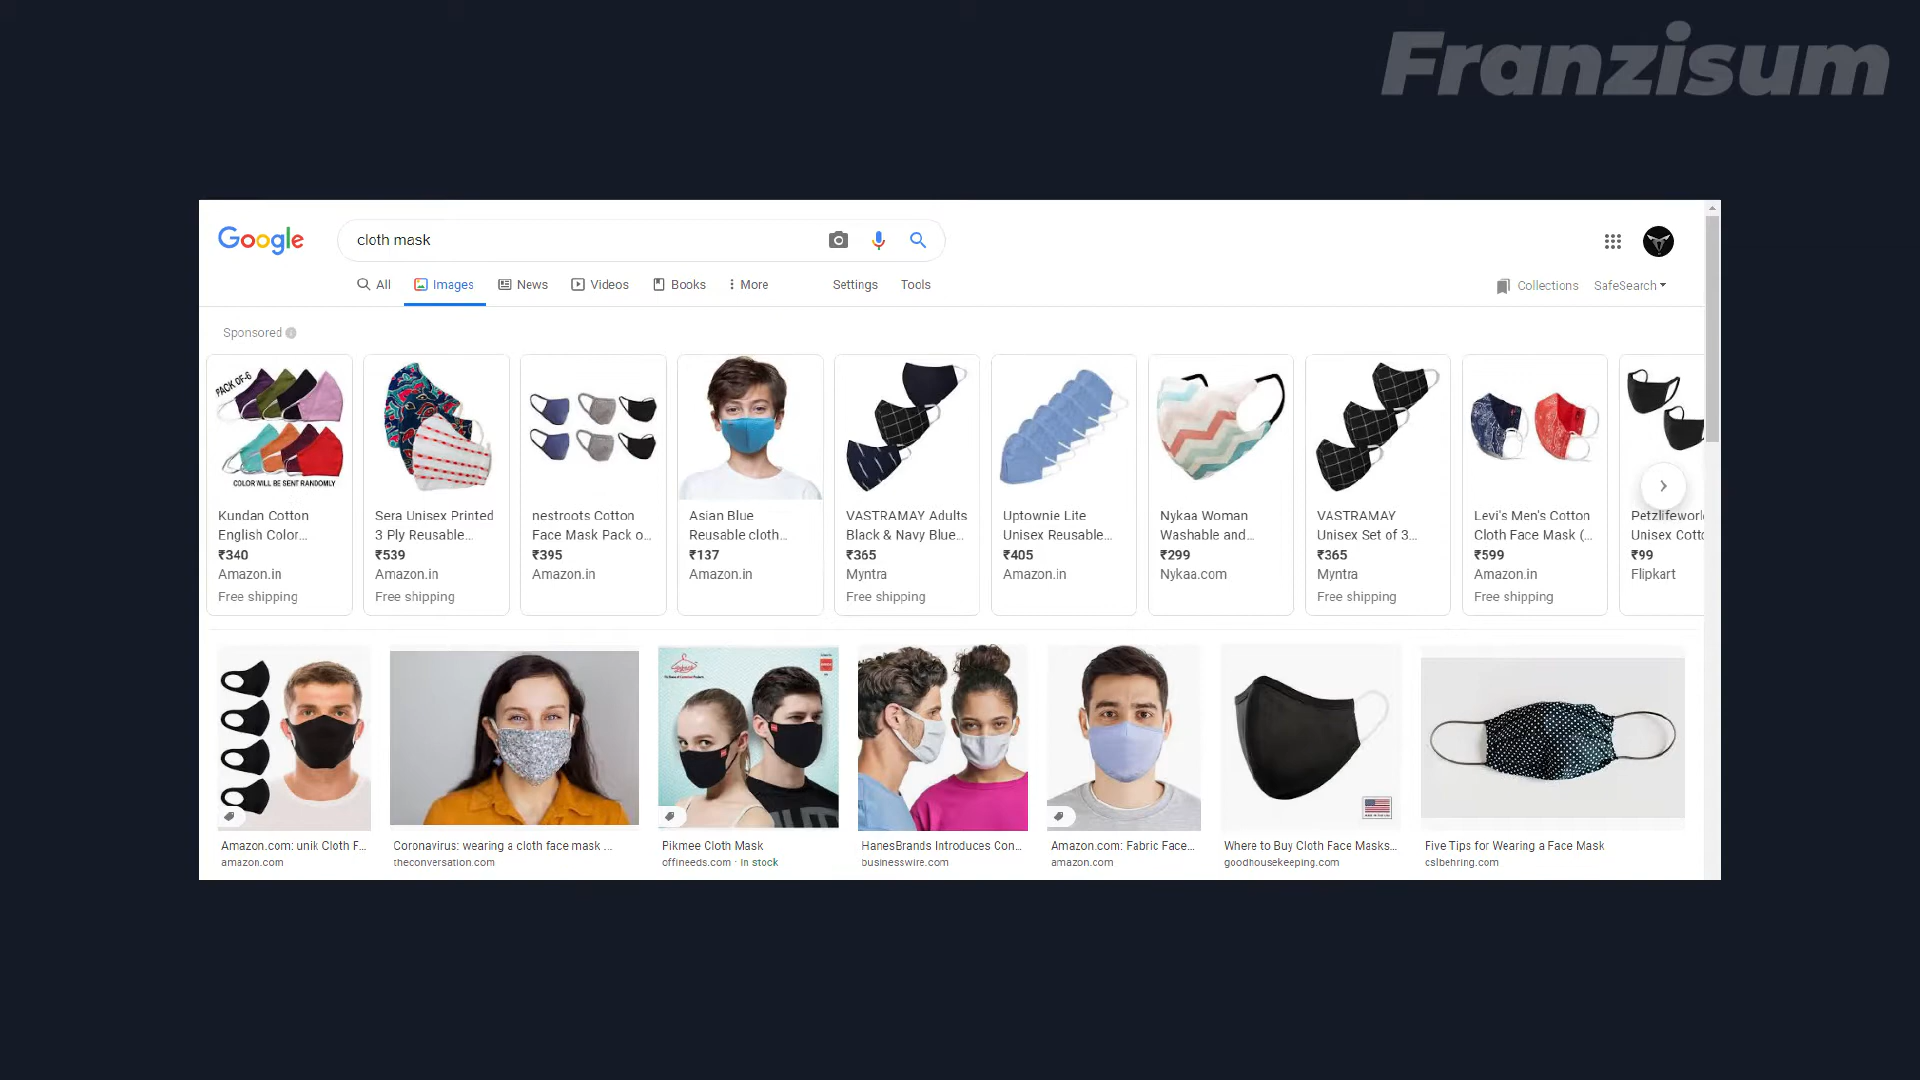 Franzisum
Google
cloth mask
All Images News Videos Books More Settings Tools
Collections SafeSearch
Sponsored
PACK OF-6
COLOR WILL BE SENT RANDOMLY
Kundan Cotton
English Color...
₹340
Amazon.in
Free shipping
Sera Unisex Printed
3 Ply Reusable...
₹539
Amazon.in
Free shipping
nestroots Cotton
Face Mask Pack o...
₹395
Amazon.in
Asian Blue
Reusable cloth...
₹137
Amazon.in
VASTRAMAY Adults
Black & Navy Blue...
₹365
Myntra
Free shipping
Uptownie Lite
Unisex Reusable...
₹405
Amazon.in
Nykaa Woman
Washable and...
₹299
Nykaa.com
VASTRAMAY
Unisex Set of 3...
₹365
Myntra
Free shipping
Levi's Men's Cotton
Cloth Face Mask (...
₹599
Amazon.in
Free shipping
Petzlifeworl
Unisex Cott
₹99
Flipkart
Amazon.com: unik Cloth F...
amazon.com
Coronavirus: wearing a cloth face mask ...
theconversation.com
Pikmee Cloth Mask
offineeds.com · In stock
HanesBrands Introduces Con...
businesswire.com
Amazon.com: Fabric Face...
amazon.com
Where to Buy Cloth Face Masks...
goodhousekeeping.com
Five Tips for Wearing a Face Mask
cslbehring.com